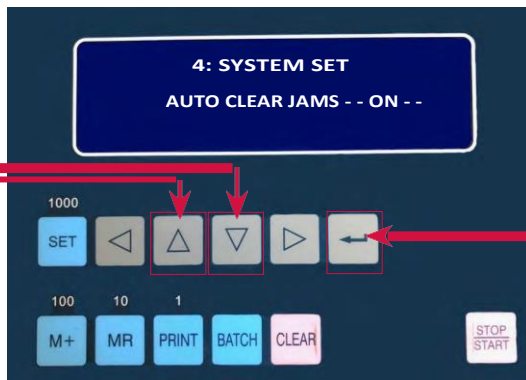 4: SYSTEM SET
AUTO CLEAR JAMS - - ON - -
1000
SET
100 10 1
M+ MR PRINT BATCH CLEAR STOP
START